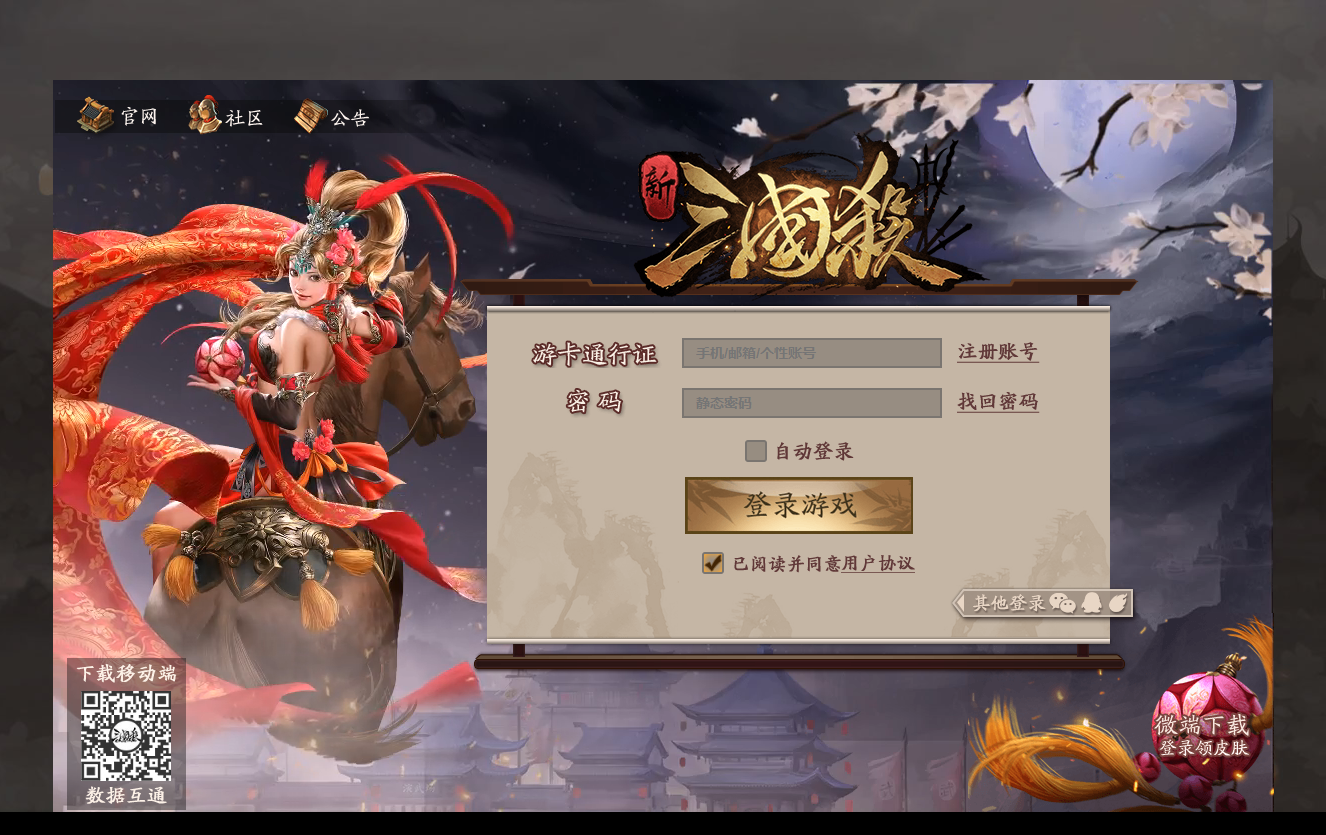 官网 社区 公告
新
三國殺
游卡通行证 手机/邮箱/个性账号 注册账号
密码 静态密码 找回密码
自动登录
登录游戏
已阅读并同意用户协议
其他登录
下载移动端
数据互通
微端下载
登录领皮肤